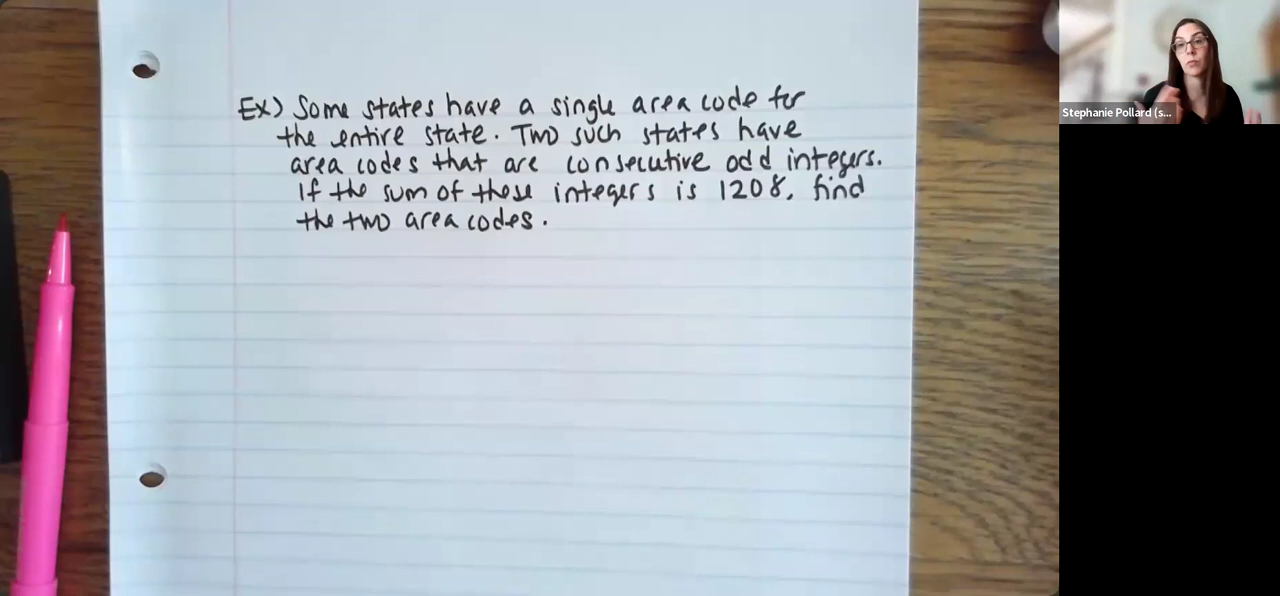 Ex) Some states have a single area code for
the entire state. Two such states have
area codes that are consecutive odd integers.
If the sum of these integers is 1208, find
the two area codes.
Stephanie Pollard (s...